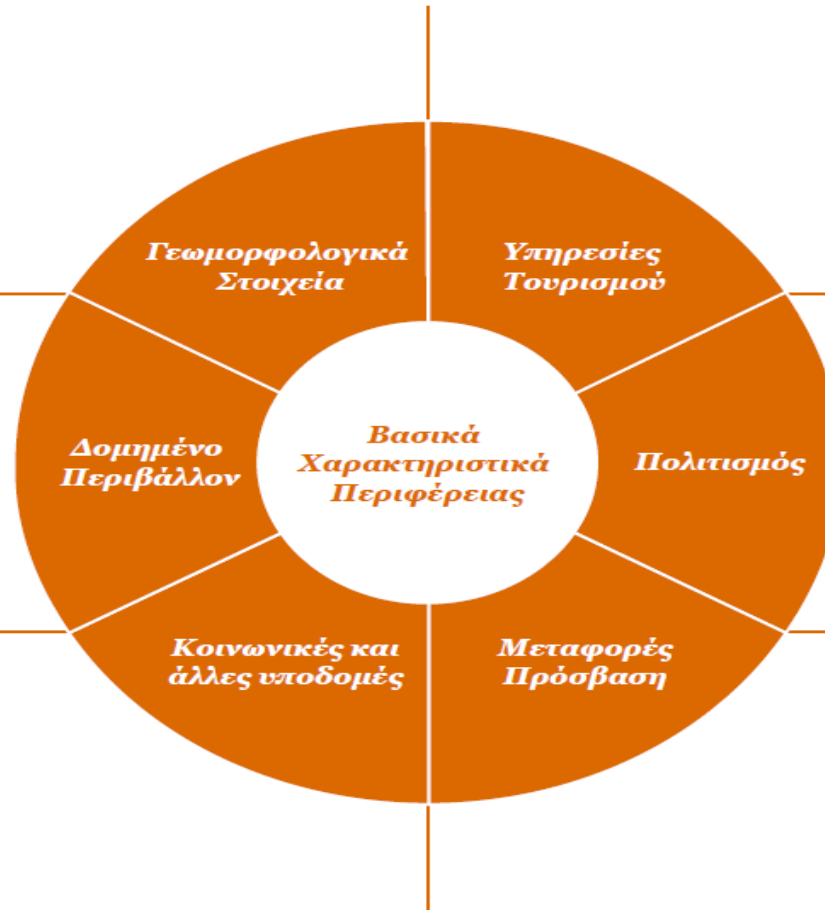 Γεωμορφολογικά
Στοιχεία
Υπηρεσίες
Τουρισμού
Δομημένο
Περιβάλλον
Βασικά
Χαρακτηριστικά
Περιφέρειας
Πολιτισμός
Κοινωνικές και
άλλες υποδομές
Μεταφορές
Πρόσβαση